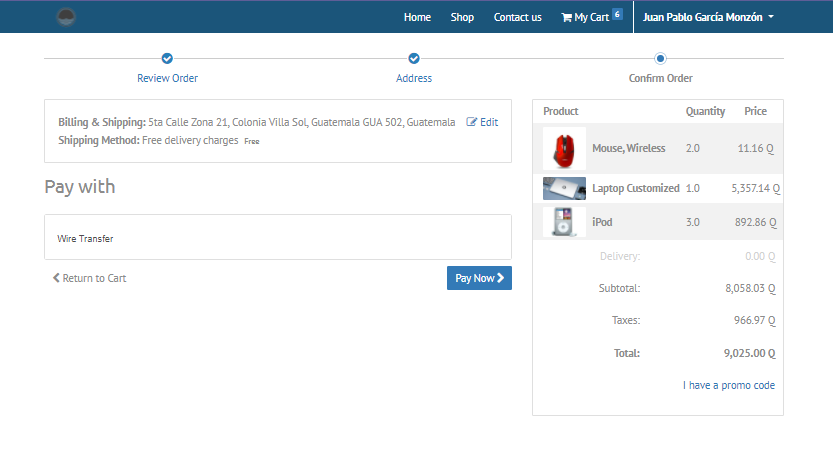 Home Shop Contact us My Cart 6 Juan Pablo García Monzón
Review Order Address Confirm Order
Billing & Shipping: 5ta Calle Zona 21, Colonia Villa Sol, Guatemala GUA 502, Guatemala Edit
Shipping Method: Free delivery charges Free
Pay with
Wire Transfer
Return to Cart Pay Now
Product Quantity Price
Mouse, Wireless 2.0 11.16 Q
Laptop Customized 1.0 5,357.14 Q
iPod 3.0 892.86 Q
Delivery: 0.00 Q
Subtotal: 8,058.03 Q
Taxes: 966.97 Q
Total: 9,025.00 Q
I have a promo code